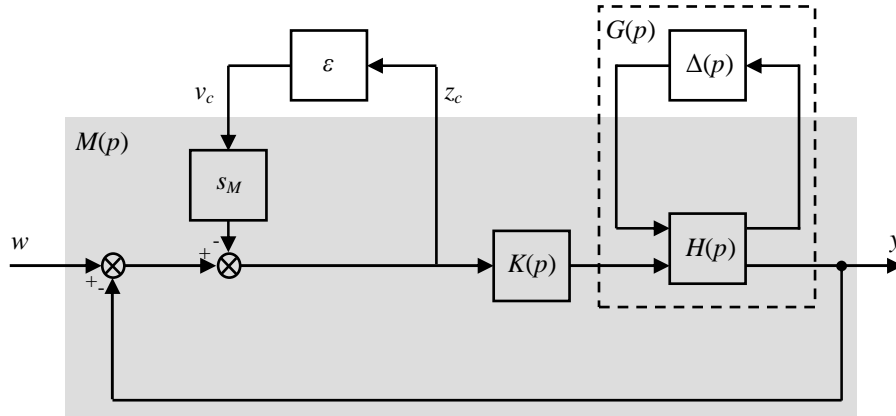 G(p)
ε
Δ(p)
v_c
z_c
M(p)
s_M
w
-
+
y
K(p)
H(p)
+
-